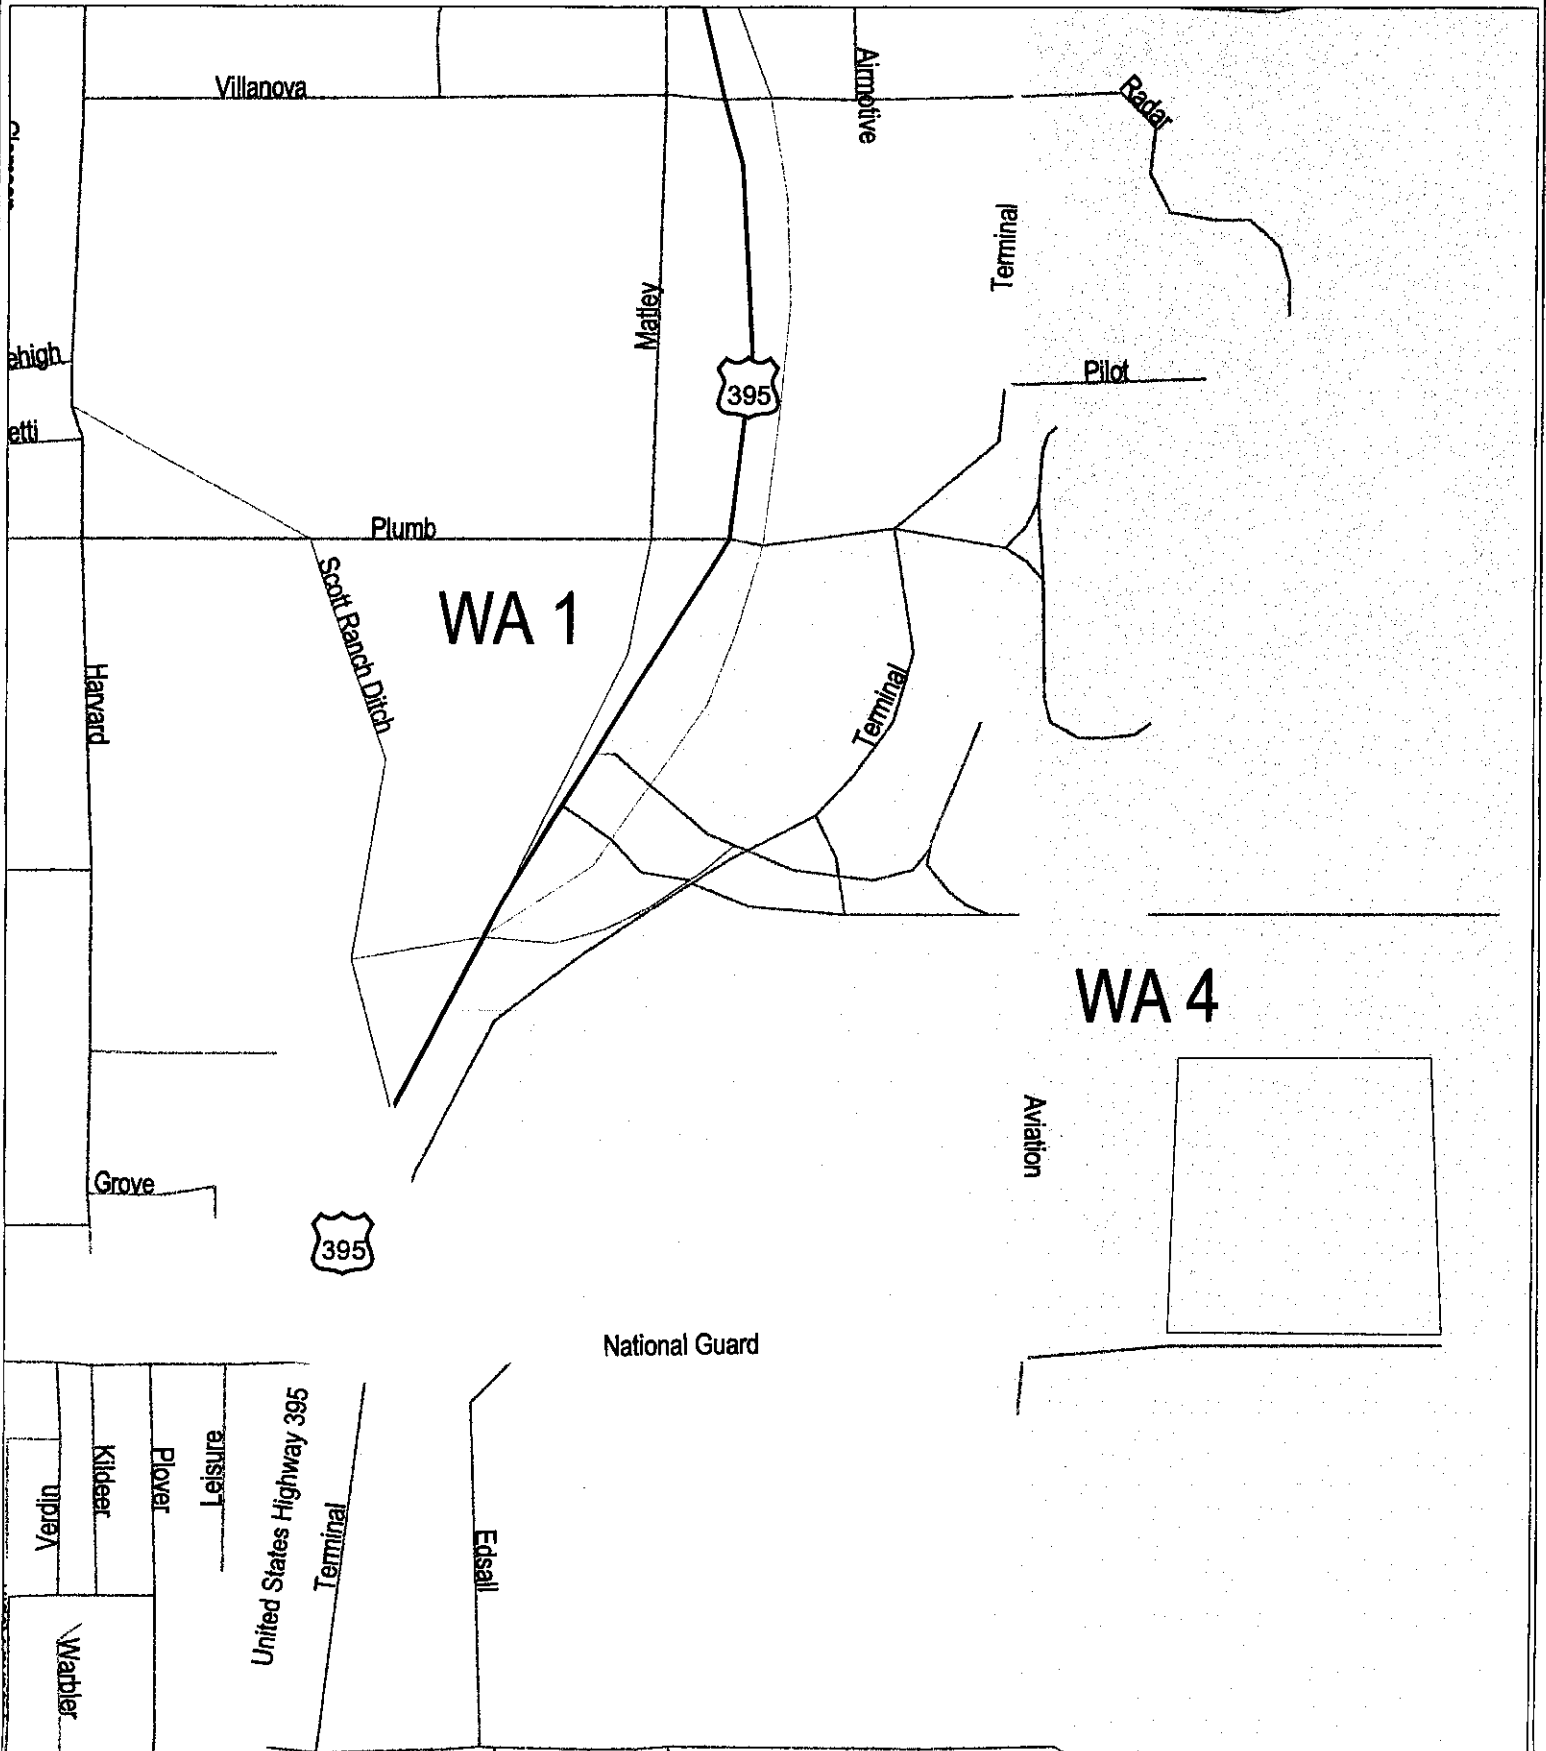 Villanova
Airmotive
Radar
Terminal
Matley
ehigh
395
Pilot
etti
Plumb
Scott Ranch Ditch
WA 1
Harvard
Terminal
WA 4
Aviation
Grove
395
National Guard
United States Highway 395
Leisure
Plover
Kildeer
Verdin
Terminal
Edsall
Warbler